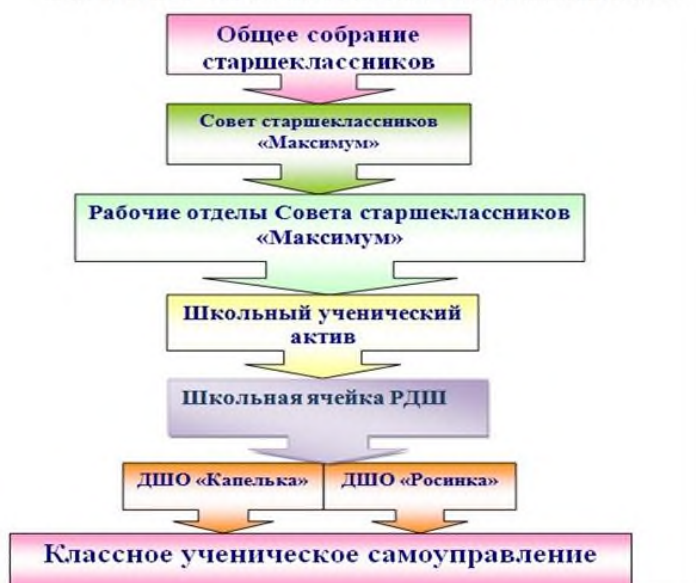 Общее собрание
старшеклассников
Совет старшеклассников
«Максимум»
Рабочие отделы Совета старшеклассников
«Максимум»
Школьный ученический
актив
Школьная ячейка РДШ
ДШО «Капелька»
ДШО «Росинка»
Классное ученическое самоуправление